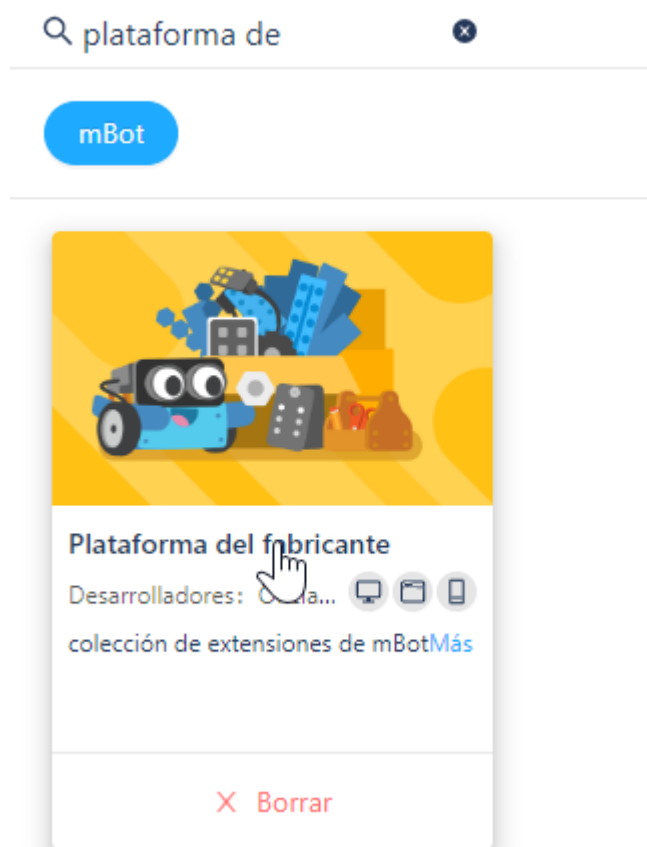 plataforma de
mBot
Plataforma del fabricante
Desarrolladores:
colección de extensiones de mBotMás
Borrar